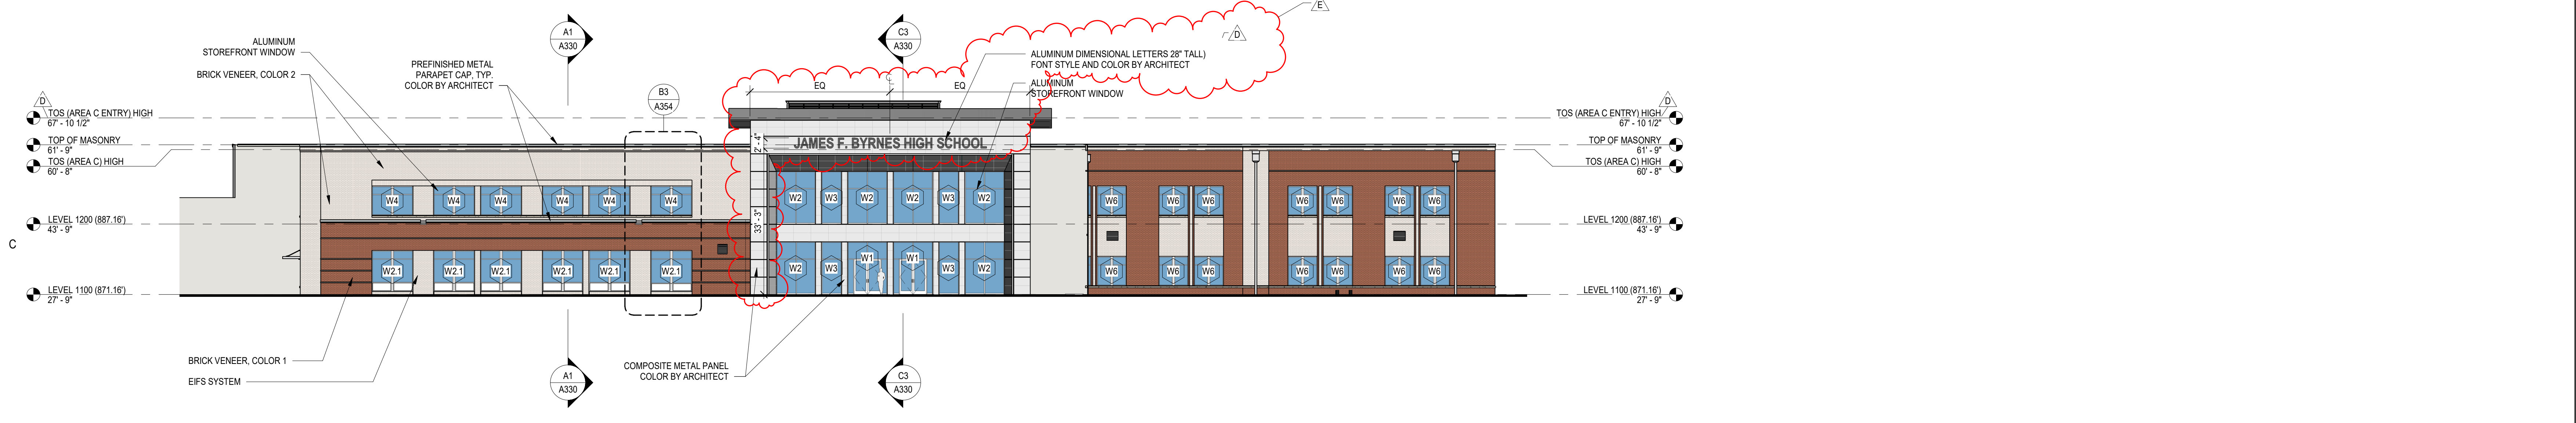 E
D
A1
A330
C3
A330
ALUMINUM
STOREFRONT WINDOW
BRICK VENEER, COLOR 2
PREFINISHED METAL
PARAPET CAP, TYP.
COLOR BY ARCHITECT
B3
A354
ALUMINUM DIMENSIONAL LETTERS 28" TALL)
FONT STYLE AND COLOR BY ARCHITECT
ALUMINUM
STOREFRONT WINDOW
EQ
EQ
D
TOS (AREA C ENTRY) HIGH
67' - 10 1/2"
TOP OF MASONRY
61' - 9"
TOS (AREA C) HIGH
60' - 8"
LEVEL 1200 (887.16')
43' - 9"
C
LEVEL 1100 (871.16')
27' - 9"
2' - 4"
JAMES F. BYRNES HIGH SCHOOL
33' - 3"
W4 W4 W4 W4 W4 W4
W2 W3 W2 W2 W3 W2
W6 W6 W6 W6 W6 W6 W6
W2.1 W2.1 W2.1 W2.1 W2.1 W2.1
W2 W3 W1 W1 W3 W2
W6 W6 W6 W6 W6 W6 W6
D
TOS (AREA C ENTRY) HIGH
67' - 10 1/2"
TOP OF MASONRY
61' - 9"
TOS (AREA C) HIGH
60' - 8"
LEVEL 1200 (887.16')
43' - 9"
LEVEL 1100 (871.16')
27' - 9"
BRICK VENEER, COLOR 1
EIFS SYSTEM
COMPOSITE METAL PANEL
COLOR BY ARCHITECT
A1
A330
C3
A330